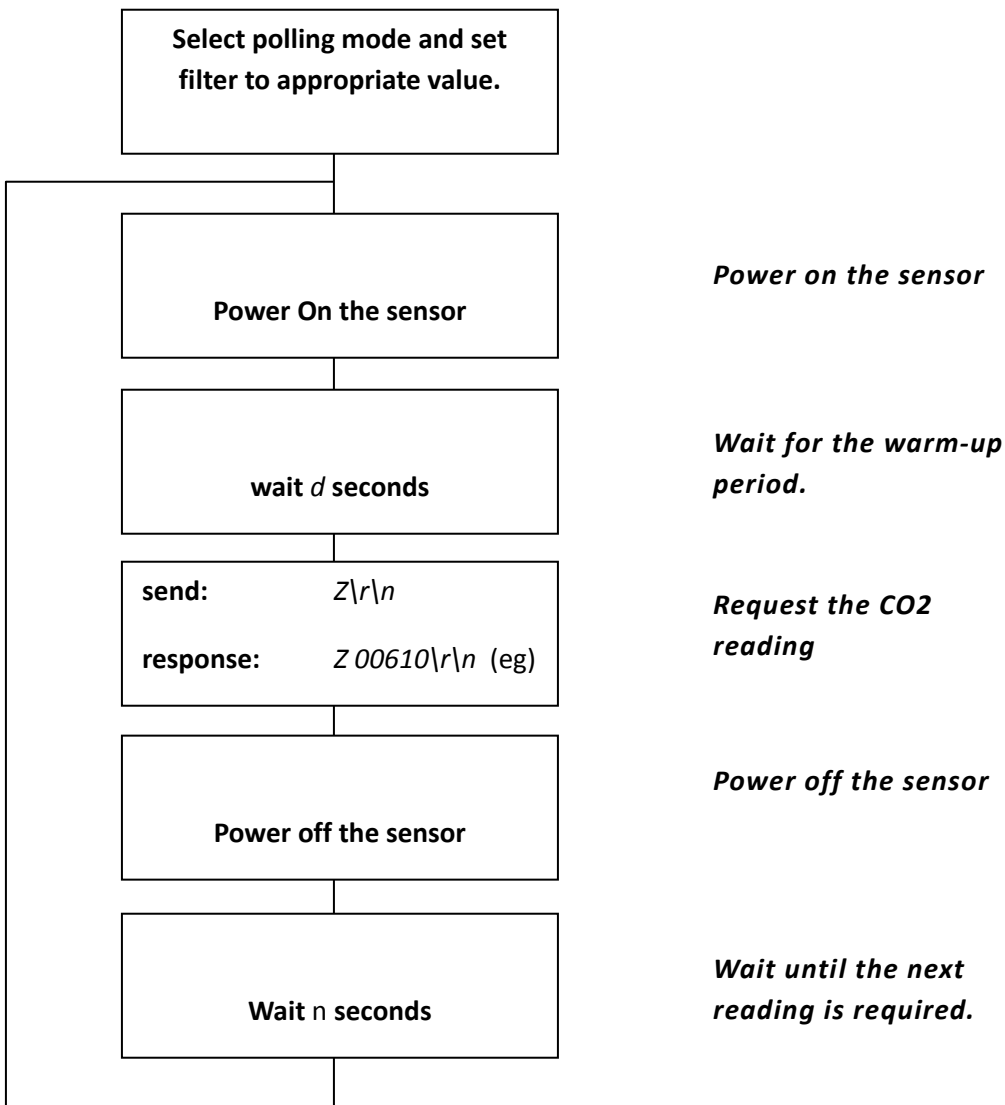 Select polling mode and set
filter to appropriate value.
Power On the sensor
Power on the sensor
wait d seconds
Wait for the warm-up
period.
send: Z\r\n
response: Z 00610\r\n (eg)
Request the CO2
reading
Power off the sensor
Power off the sensor
Wait n seconds
Wait until the next
reading is required.